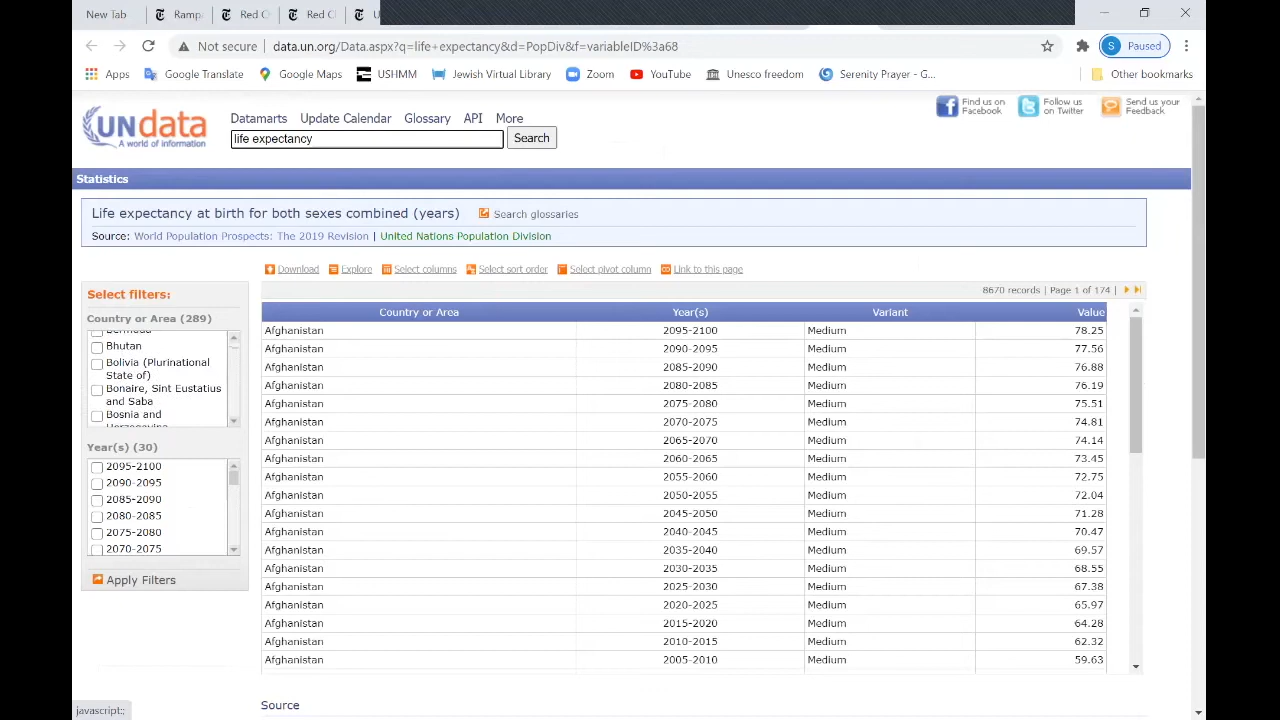 New Tab
Ramp
Red C
Red Cl
Not secure data.un.org/Data.aspx?q=life+expectancy&d=PopDiv&f=variableID%3a68
S Paused
Apps Google Translate Google Maps USHMM Jewish Virtual Library Zoom YouTube Unesco freedom Serenity Prayer - G... Other bookmarks
UNdata
A world of information
Datamarts Update Calendar Glossary API More
life expectancy Search
Find us on Facebook
Follow us on Twitter
Send us your Feedback
Statistics
Life expectancy at birth for both sexes combined (years) Search glossaries
Source: World Population Prospects: The 2019 Revision | United Nations Population Division
Download Explore Select columns Select sort order Select pivot column Link to this page
8670 records | Page 1 of 174 |
Select filters:
Country or Area (289)
Bermuda
Bhutan
Bolivia (Plurinational
State of)
Bonaire, Sint Eustatius
and Saba
Bosnia and
Herzegovina
Year(s) (30)
2095-2100
2090-2095
2085-2090
2080-2085
2075-2080
2070-2075
Apply Filters
Country or Area Year(s) Variant Value
Afghanistan 2095-2100 Medium 78.25
Afghanistan 2090-2095 Medium 77.56
Afghanistan 2085-2090 Medium 76.88
Afghanistan 2080-2085 Medium 76.19
Afghanistan 2075-2080 Medium 75.51
Afghanistan 2070-2075 Medium 74.81
Afghanistan 2065-2070 Medium 74.14
Afghanistan 2060-2065 Medium 73.45
Afghanistan 2055-2060 Medium 72.75
Afghanistan 2050-2055 Medium 72.04
Afghanistan 2045-2050 Medium 71.28
Afghanistan 2040-2045 Medium 70.47
Afghanistan 2035-2040 Medium 69.57
Afghanistan 2030-2035 Medium 68.55
Afghanistan 2025-2030 Medium 67.38
Afghanistan 2020-2025 Medium 65.97
Afghanistan 2015-2020 Medium 64.28
Afghanistan 2010-2015 Medium 62.32
Afghanistan 2005-2010 Medium 59.63
Source
javascript:;